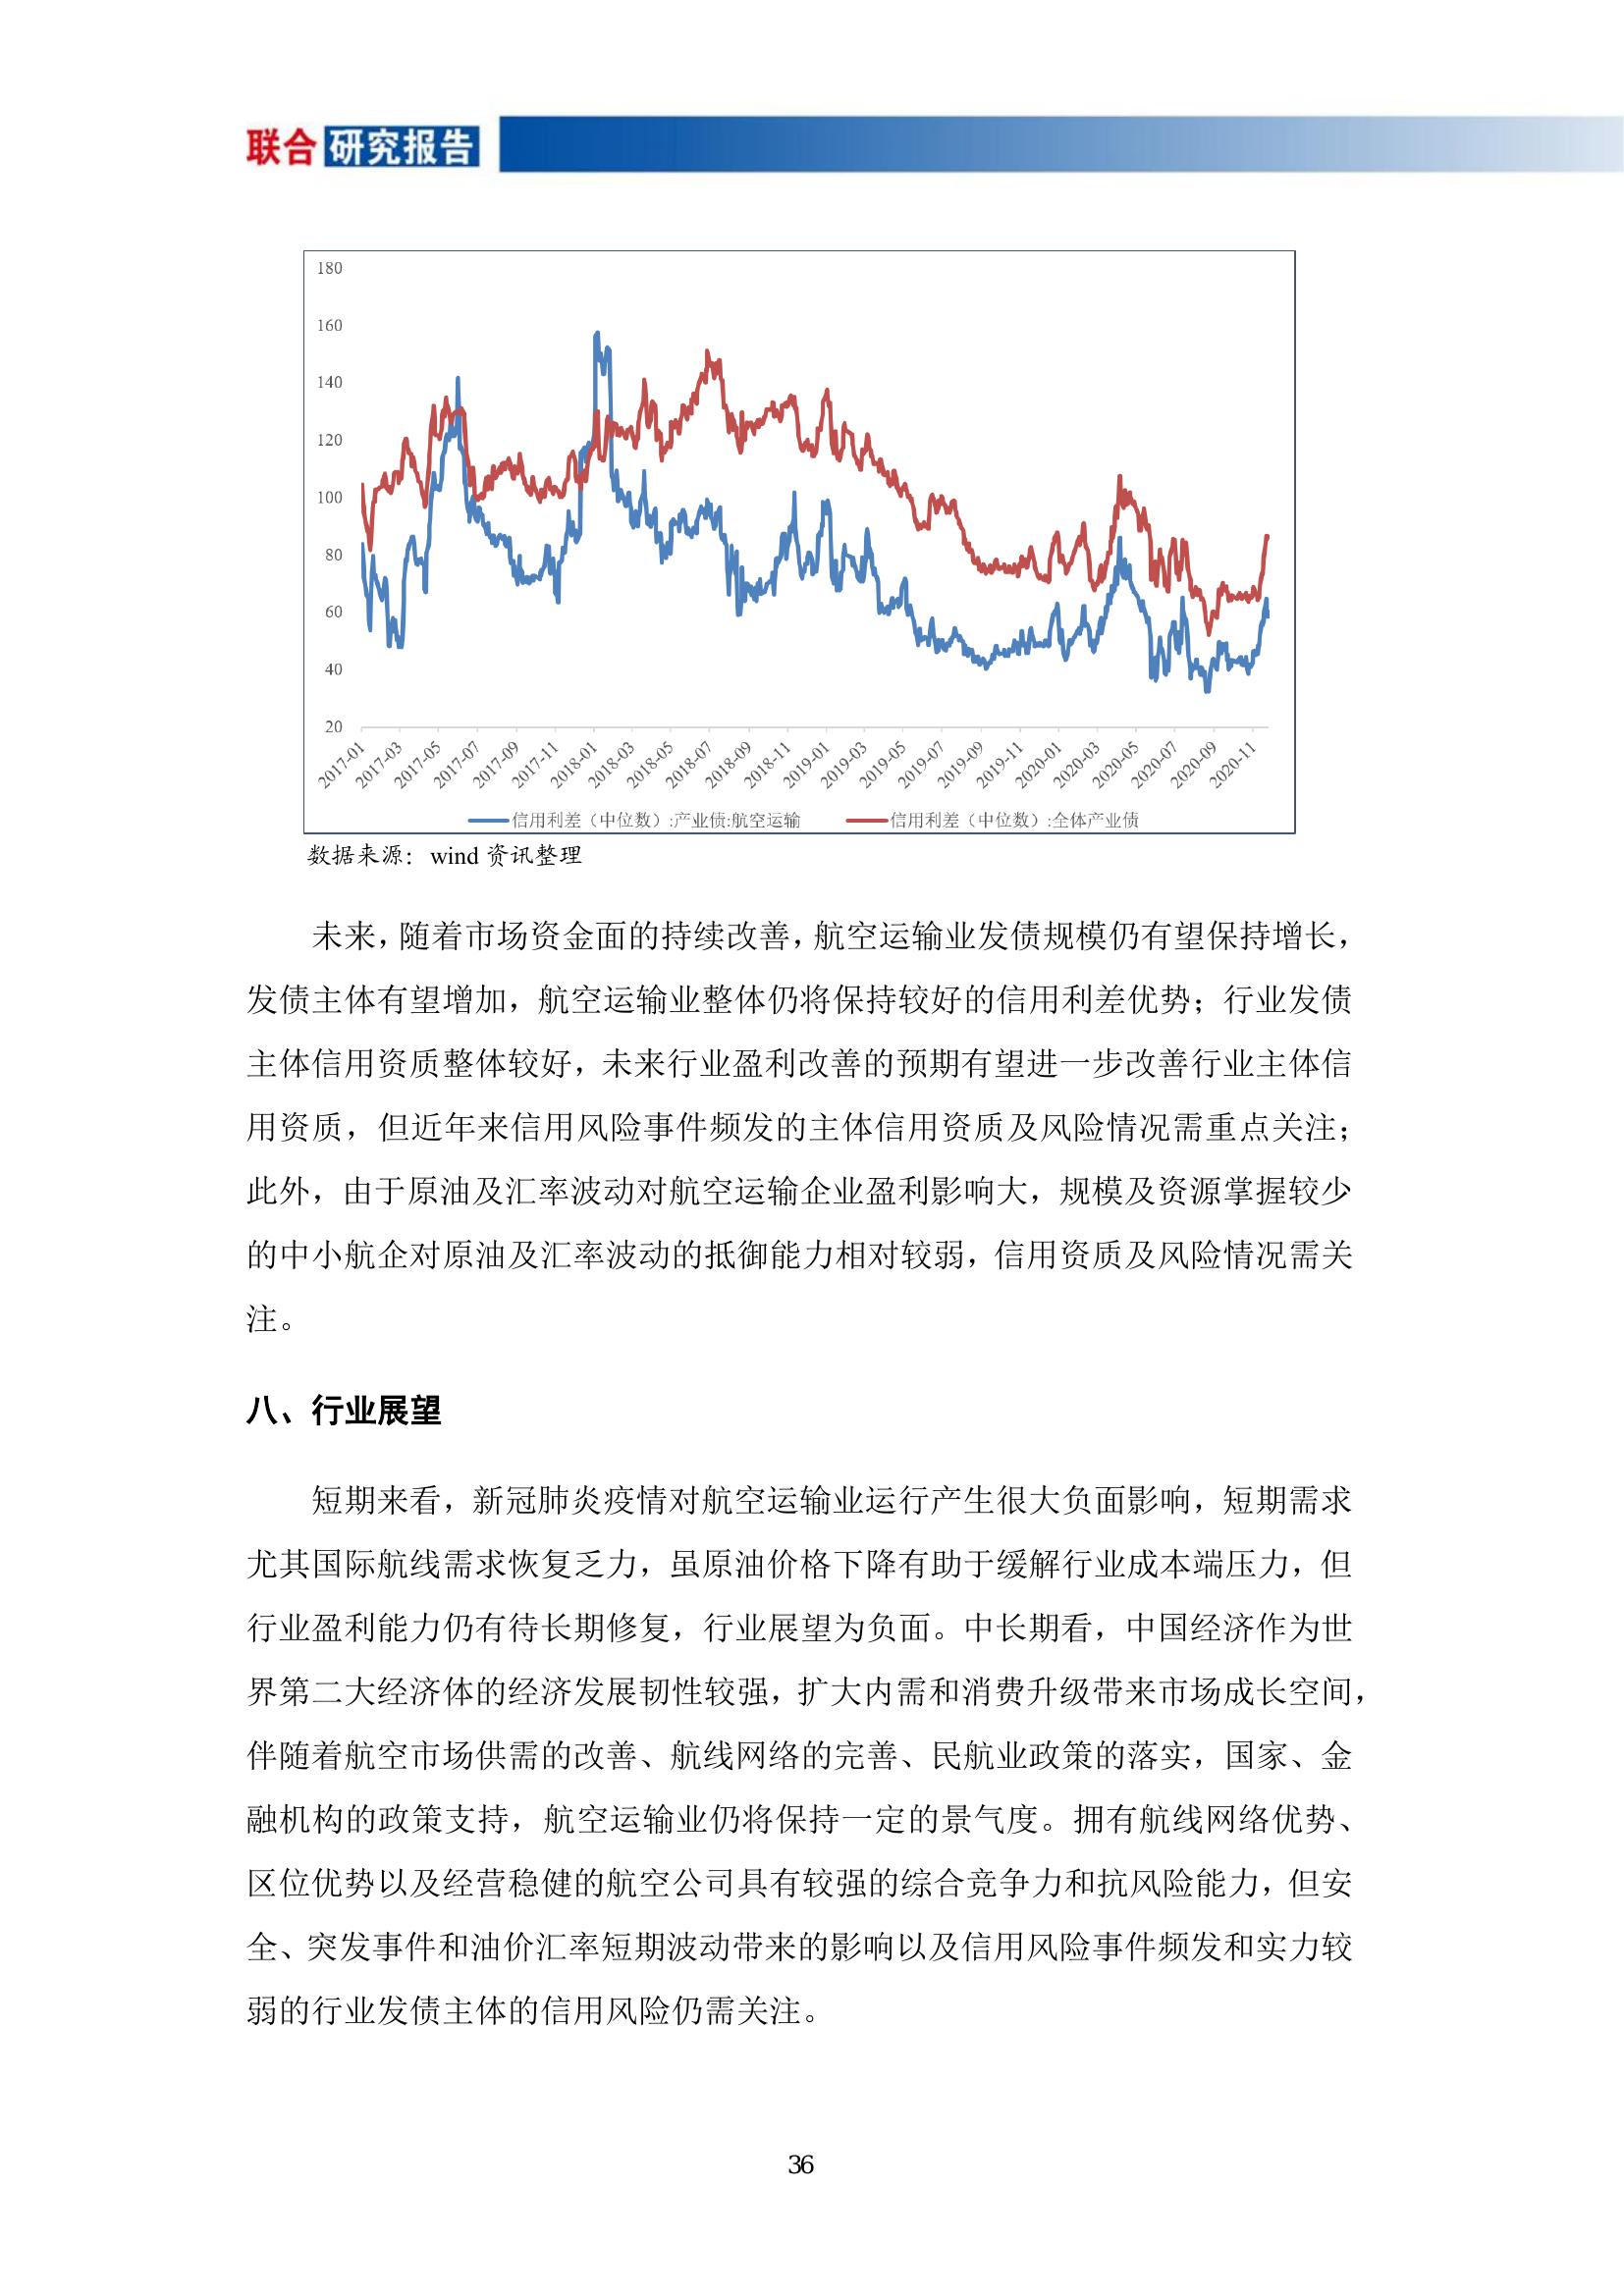 联合 研究报告
180
160
140
120
100
80
60
40
20
2017-01
2017-03
2017-05
2017-07
2017-09
2017-11
2018-01
2018-03
2018-05
2018-07
2018-09
2018-11
2019-01
2019-03
2019-05
2019-07
2019-09
2019-11
2020-01
2020-03
2020-05
2020-07
2020-09
2020-11
信用利差（中位数）:产业债:航空运输 信用利差（中位数）:全体产业债
数据来源：wind 资讯整理
未来，随着市场资金面的持续改善，航空运输业发债规模仍有望保持增长，
发债主体有望增加，航空运输业整体仍将保持较好的信用利差优势；行业发债
主体信用资质整体较好，未来行业盈利改善的预期有望进一步改善行业主体信
用资质，但近年来信用风险事件频发的主体信用资质及风险情况需重点关注；
此外，由于原油及汇率波动对航空运输企业盈利影响大，规模及资源掌握较少
的中小航企对原油及汇率波动的抵御能力相对较弱，信用资质及风险情况需关
注。
八、行业展望
短期来看，新冠肺炎疫情对航空运输业运行产生很大负面影响，短期需求
尤其国际航线需求恢复乏力，虽原油价格下降有助于缓解行业成本端压力，但
行业盈利能力仍有待长期修复，行业展望为负面。中长期看，中国经济作为世
界第二大经济体的经济发展韧性较强，扩大内需和消费升级带来市场成长空间，
伴随着航空市场供需的改善、航线网络的完善、民航业政策的落实，国家、金
融机构的政策支持，航空运输业仍将保持一定的景气度。拥有航线网络优势、
区位优势以及经营稳健的航空公司具有较强的综合竞争力和抗风险能力，但安
全、突发事件和油价汇率短期波动带来的影响以及信用风险事件频发和实力较
弱的行业发债主体的信用风险仍需关注。
36